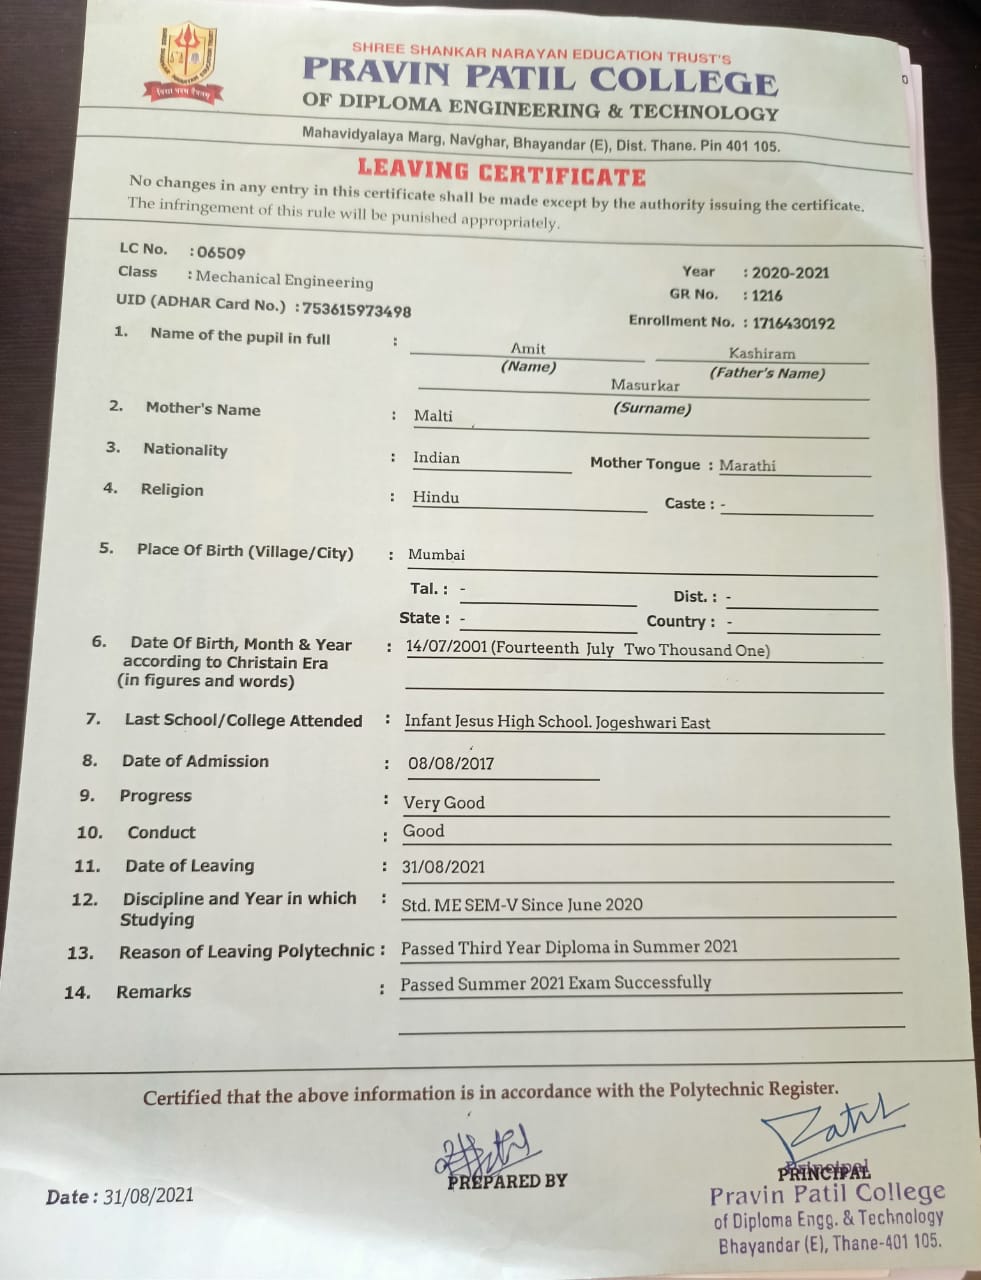 SHREE SHANKAR NARAYAN EDUCATION TRUST'S
PRAVIN PATIL COLLEGE
OF DIPLOMA ENGINEERING & TECHNOLOGY
Mahavidyalaya Marg, Navghar, Bhayandar (E), Dist. Thane. Pin 401 105.
LEAVING CERTIFICATE
No changes in any entry in this certificate shall be made except by the authority issuing the certificate.
The infringement of this rule will be punished appropriately.
LC No. : 06509
Class : Mechanical Engineering Year : 2020-2021
GR No. : 1216
UID (ADHAR Card No.) : 753615973498 Enrollment No. : 1716430192
1. Name of the pupil in full : Amit Kashiram
(Name) (Father's Name)
Masurkar
(Surname)
2. Mother's Name : Malti
3. Nationality : Indian Mother Tongue : Marathi
4. Religion : Hindu Caste : -
5. Place Of Birth (Village/City) : Mumbai
Tal. : - Dist. : -
State : - Country : -
6. Date Of Birth, Month & Year : 14/07/2001 (Fourteenth July Two Thousand One)
according to Christain Era
(in figures and words)
7. Last School/College Attended : Infant Jesus High School. Jogeshwari East
8. Date of Admission : 08/08/2017
9. Progress : Very Good
10. Conduct : Good
11. Date of Leaving : 31/08/2021
12. Discipline and Year in which : Std. ME SEM-V Since June 2020
Studying
13. Reason of Leaving Polytechnic : Passed Third Year Diploma in Summer 2021
14. Remarks : Passed Summer 2021 Exam Successfully
Certified that the above information is in accordance with the Polytechnic Register.
Date : 31/08/2021 PREPARED BY PRINCIPAL
Principal
Pravin Patil College
of Diploma Engg. & Technology
Bhayandar (E), Thane-401 105.